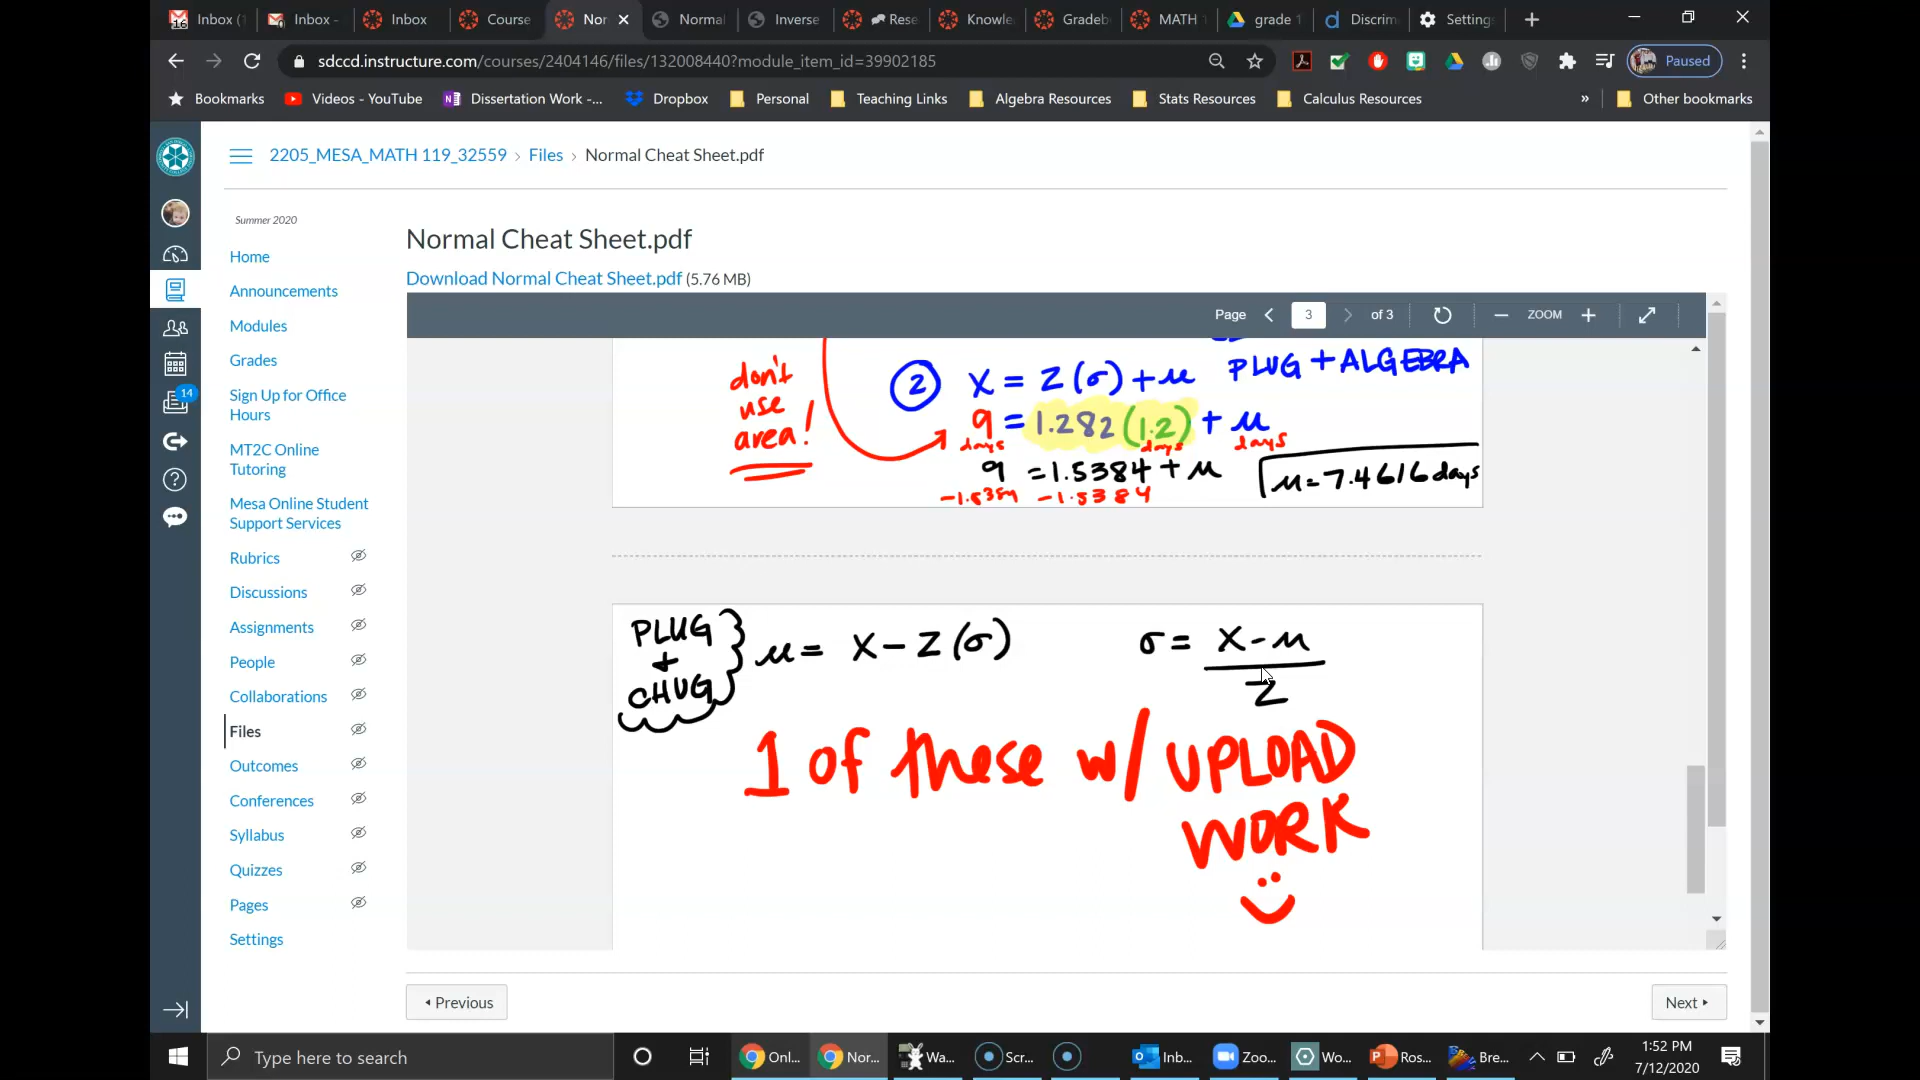 Inbox (
Inbox -
Inbox
Course
Nor
Normal
Inverse
Rese
Knowle
Gradeb
MATH
grade 1
Discrim
Setting
sdccd.instructure.com/courses/2404146/files/132008440?module_item_id=39902185
Paused
Bookmarks
Videos - YouTube
Dissertation Work -...
Dropbox
Personal
Teaching Links
Algebra Resources
Stats Resources
Calculus Resources
»
Other bookmarks
2205_MESA_MATH 119_32559 › Files › Normal Cheat Sheet.pdf
Summer 2020
Home
Announcements
Modules
Grades
Sign Up for Office
Hours
MT2C Online
Tutoring
Mesa Online Student
Support Services
Rubrics
Discussions
Assignments
People
Collaborations
Files
Outcomes
Conferences
Syllabus
Quizzes
Pages
Settings
14
Normal Cheat Sheet.pdf
Download Normal Cheat Sheet.pdf (5.76 MB)
Page 3 of 3 ZOOM
PLUG + ALGEBRA
don't
use
area!
2 X = Z(σ) + μ
9 = 1.282 (1.2) + μ
days days days
9 = 1.5384 + μ
-1.5384 -1.5384
μ = 7.4616 days
PLUG
+
CHUG
μ = X - Z(σ)
σ = X - μ
Z
1 of these w/ UPLOAD
WORK
Previous
Next
Type here to search
Onl...
Nor...
Wa...
Scr...
Inb...
Zoo...
Wo...
Ros...
Bre...
1:52 PM
7/12/2020